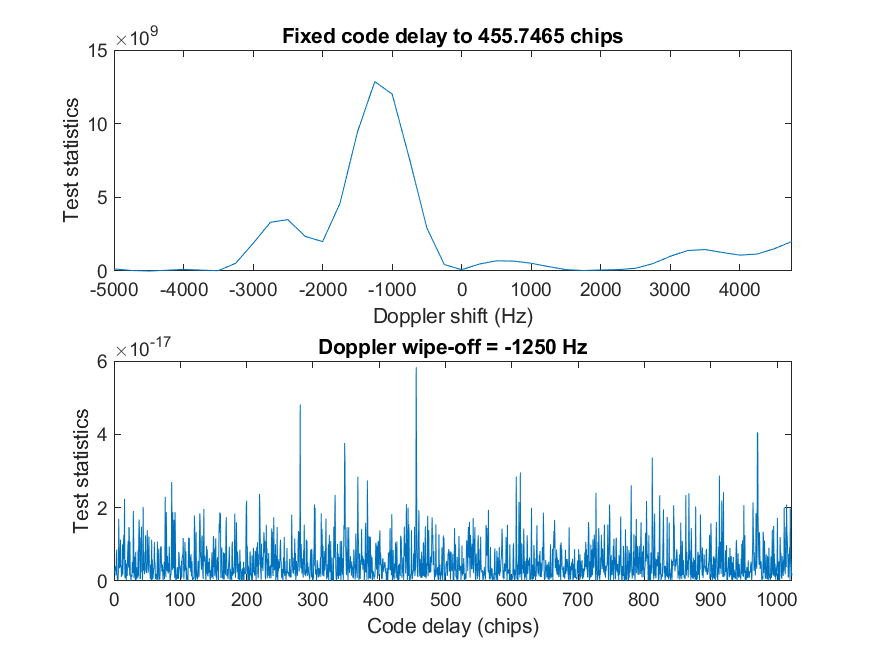 Fixed code delay to 455.7465 chips
×10⁹
15
10
5
0
Test statistics
-5000 -4000 -3000 -2000 -1000 0 1000 2000 3000 4000
Doppler shift (Hz)
Doppler wipe-off = -1250 Hz
×10⁻¹⁷
6
4
2
0
Test statistics
0 100 200 300 400 500 600 700 800 900 1000
Code delay (chips)